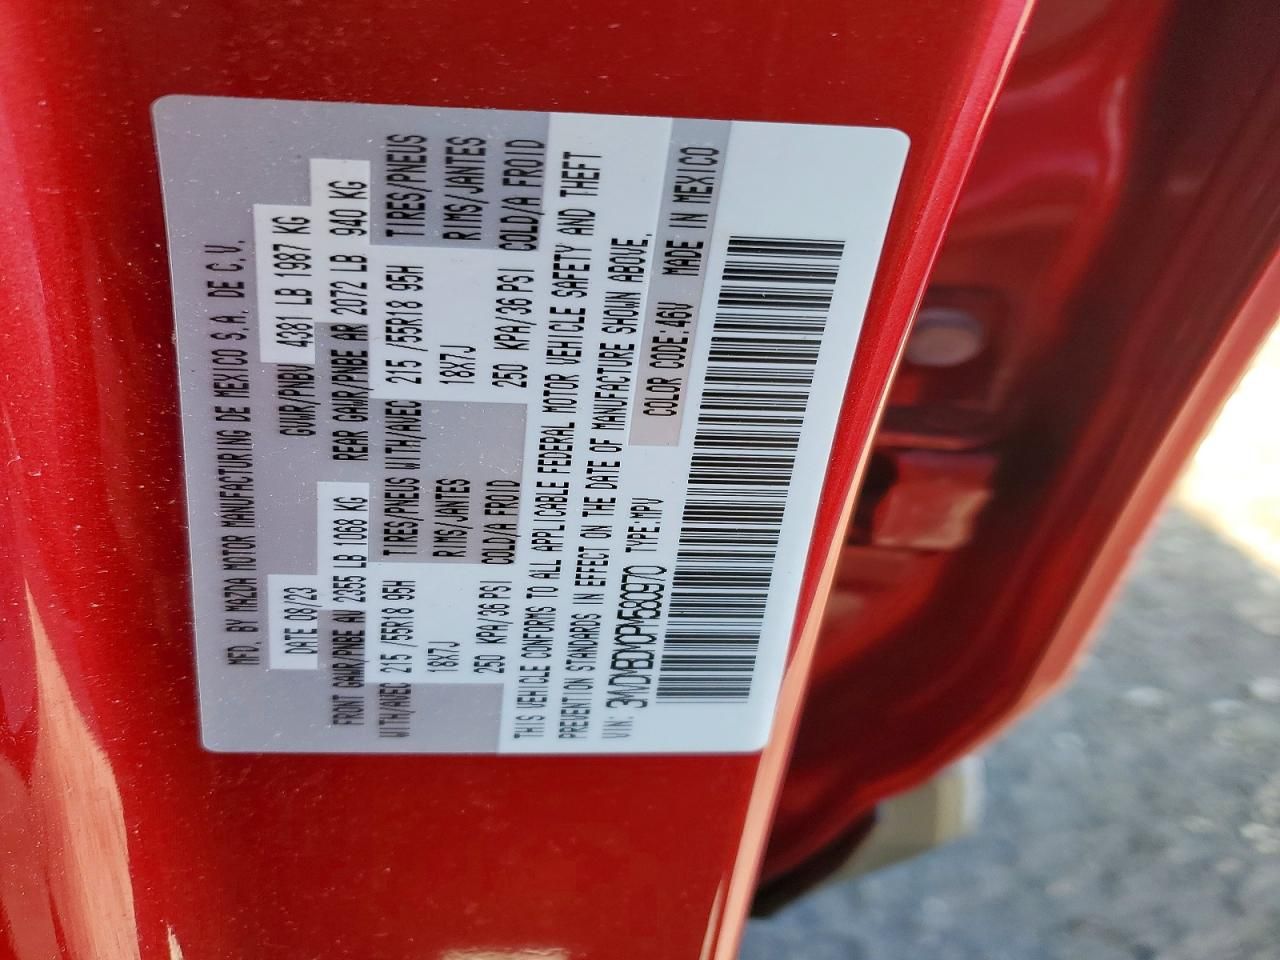 MFD. BY MAZDA MOTOR MANUFACTURING DE MEXICO S.A. DE C.V.
DATE 08/23 GVWR/PNBV 4381 LB 1987 KG
FRONT GAWR/PNBE AV 2355 LB 1068 KG REAR GAWR/PNBE AR 2072 LB 940 KG
WITH/AVEC 215 /55R18 95H TIRES/PNEUS WITH/AVEC 215 /55R18 95H TIRES/PNEUS
18X7J RIMS/JANTES 18X7J RIMS/JANTES
250 KPA/36 PSI COLD/A FROID 250 KPA/36 PSI COLD/A FROID
THIS VEHICLE CONFORMS TO ALL APPLICABLE FEDERAL MOTOR VEHICLE SAFETY AND THEFT
PREVENTION STANDARDS IN EFFECT ON THE DATE OF MANUFACTURE SHOWN ABOVE.
VIN: 3MVDMBDM0PM580970 TYPE:MPV COLOR CODE:46V MADE IN MEXICO